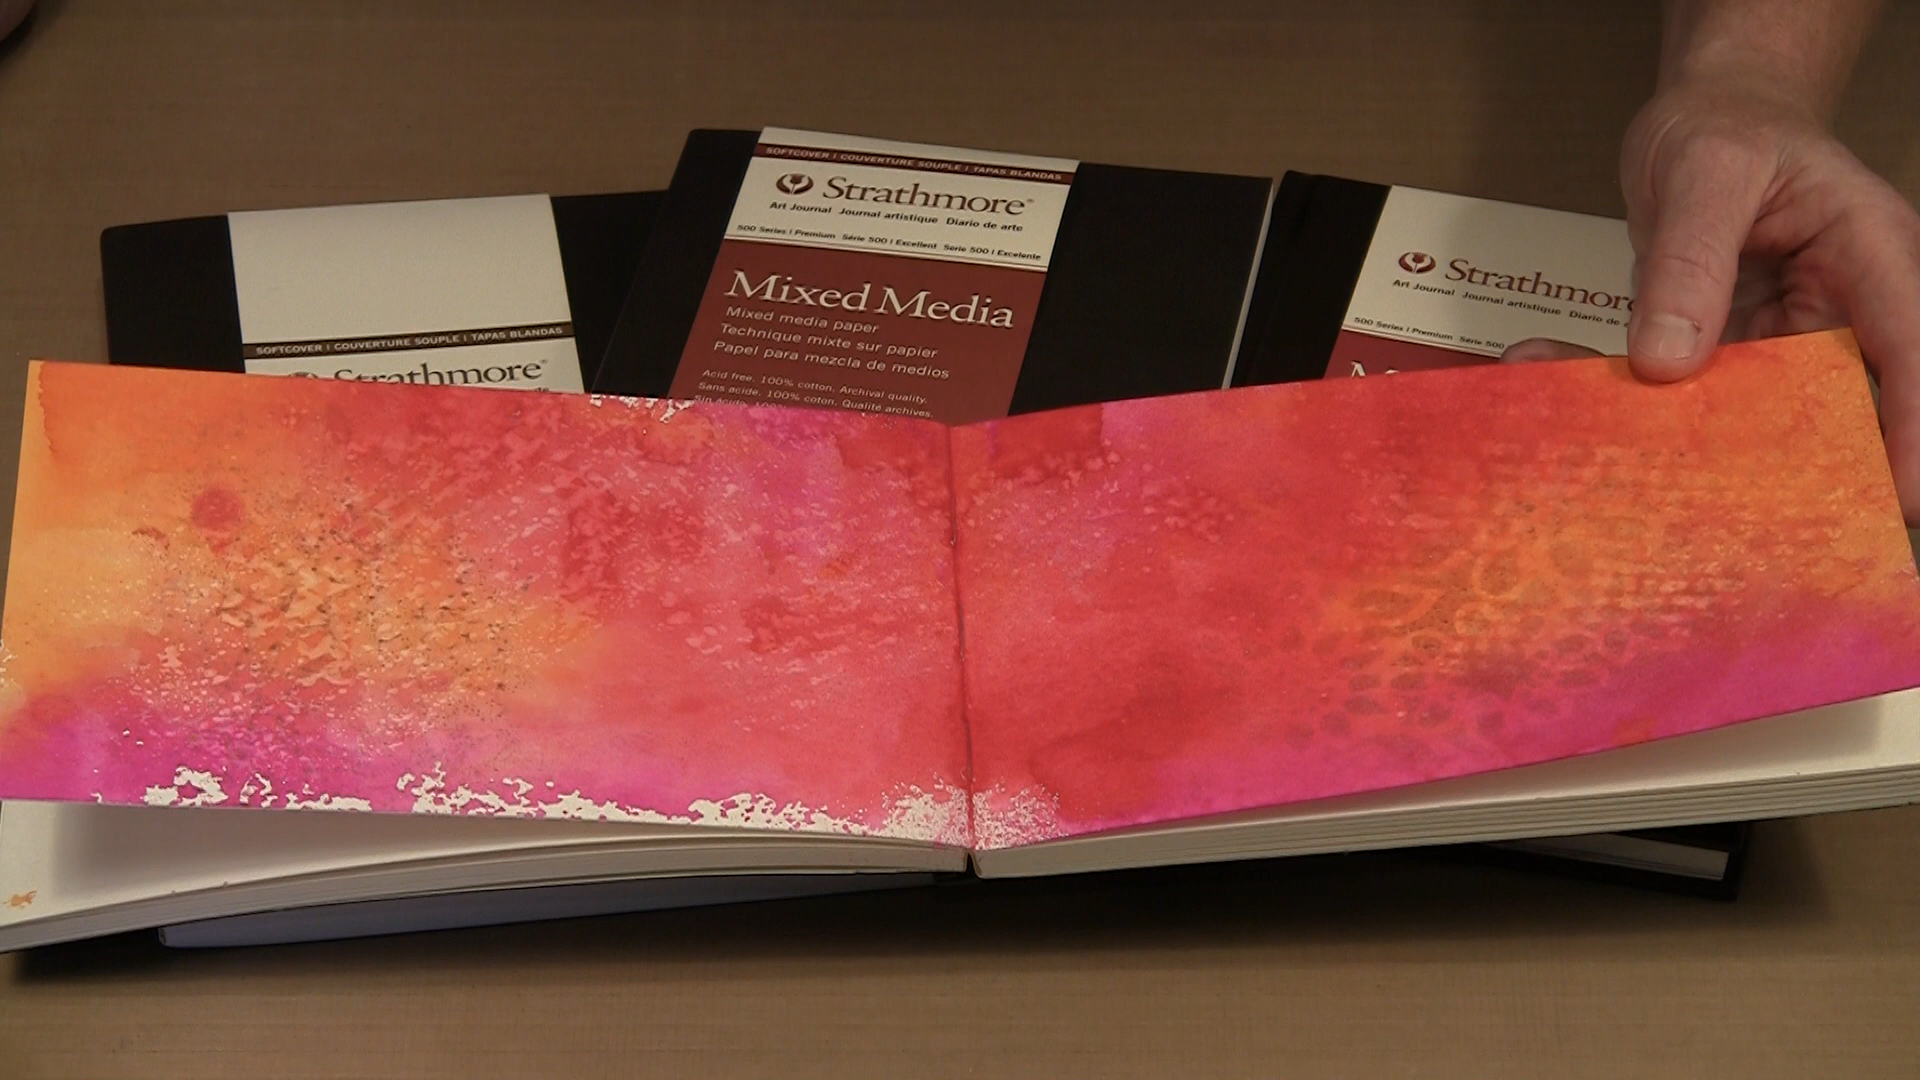 SOFTCOVER | COUVERTURE SOUPLE | TAPAS BLANDAS
Strathmore®
SOFTCOVER | COUVERTURE SOUPLE | TAPAS BLANDAS
Strathmore®
Art Journal Journal artistique Diario de arte
500 Series | Premium Série 500 | Excellent Serie 500 | Excelente
Mixed Media
Mixed media paper
Technique mixte sur papier
Papel para mezcla de medios
Acid free, 100% cotton, Archival quality.
Sans acide, 100% coton, Qualité archives.
Sin Acido, 100%
Strathmore
Art Journal Journal artistique Diario de
500 Series | Premium Série 500